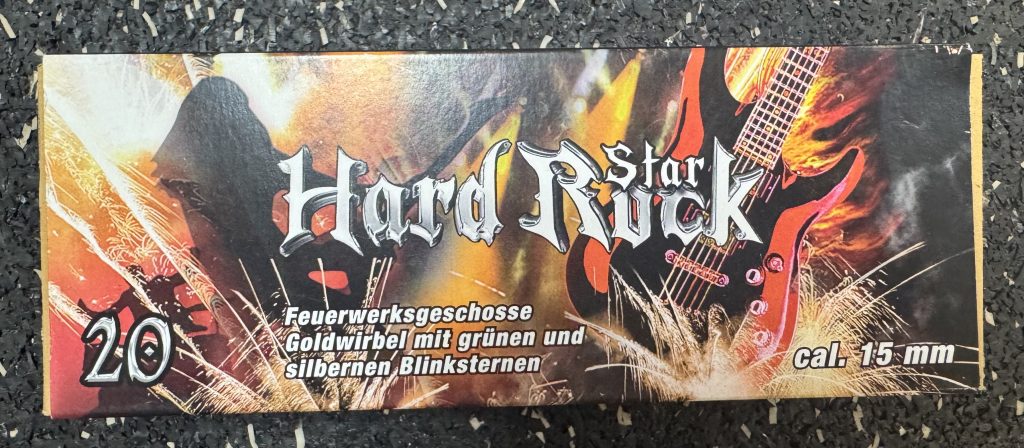 Hard Rock
Star
20
Feuerwerksgeschosse
Goldwirbel mit grünen und
silbernen Blinksternen
cal. 15 mm